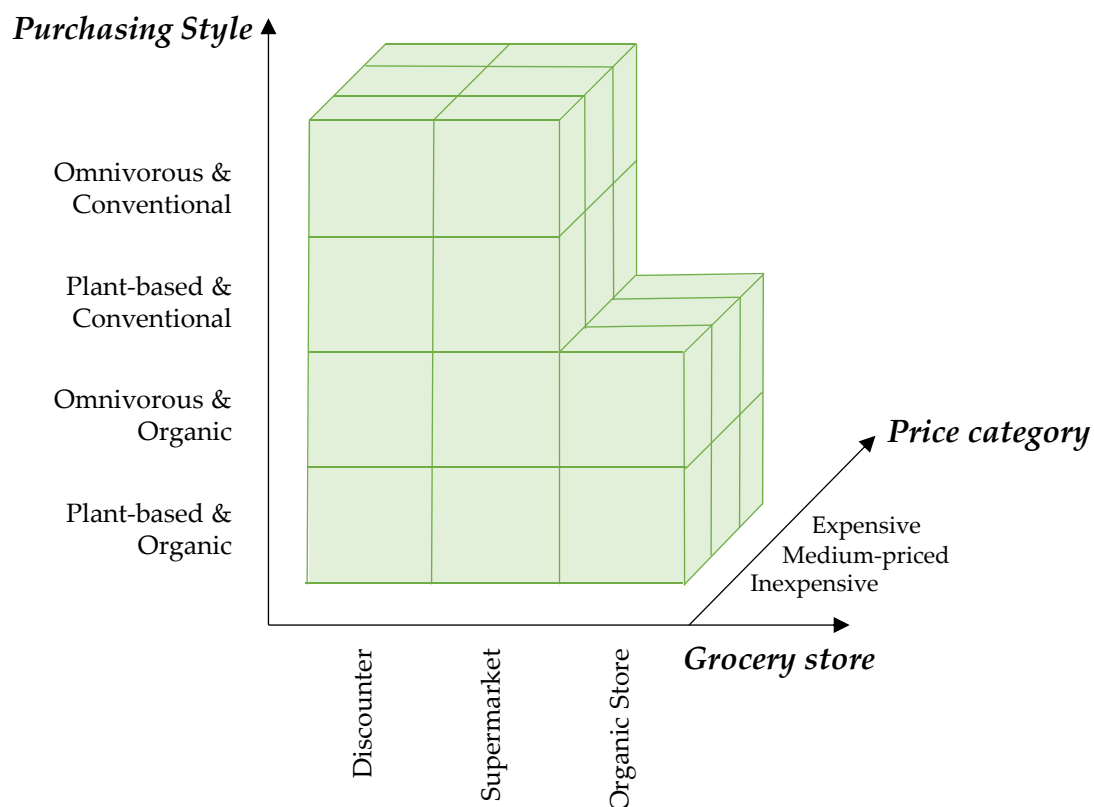 Purchasing Style
Omnivorous &
Conventional
Plant-based &
Conventional
Omnivorous &
Organic
Plant-based &
Organic
Price category
Expensive
Medium-priced
Inexpensive
Grocery store
Discounter
Supermarket
Organic Store